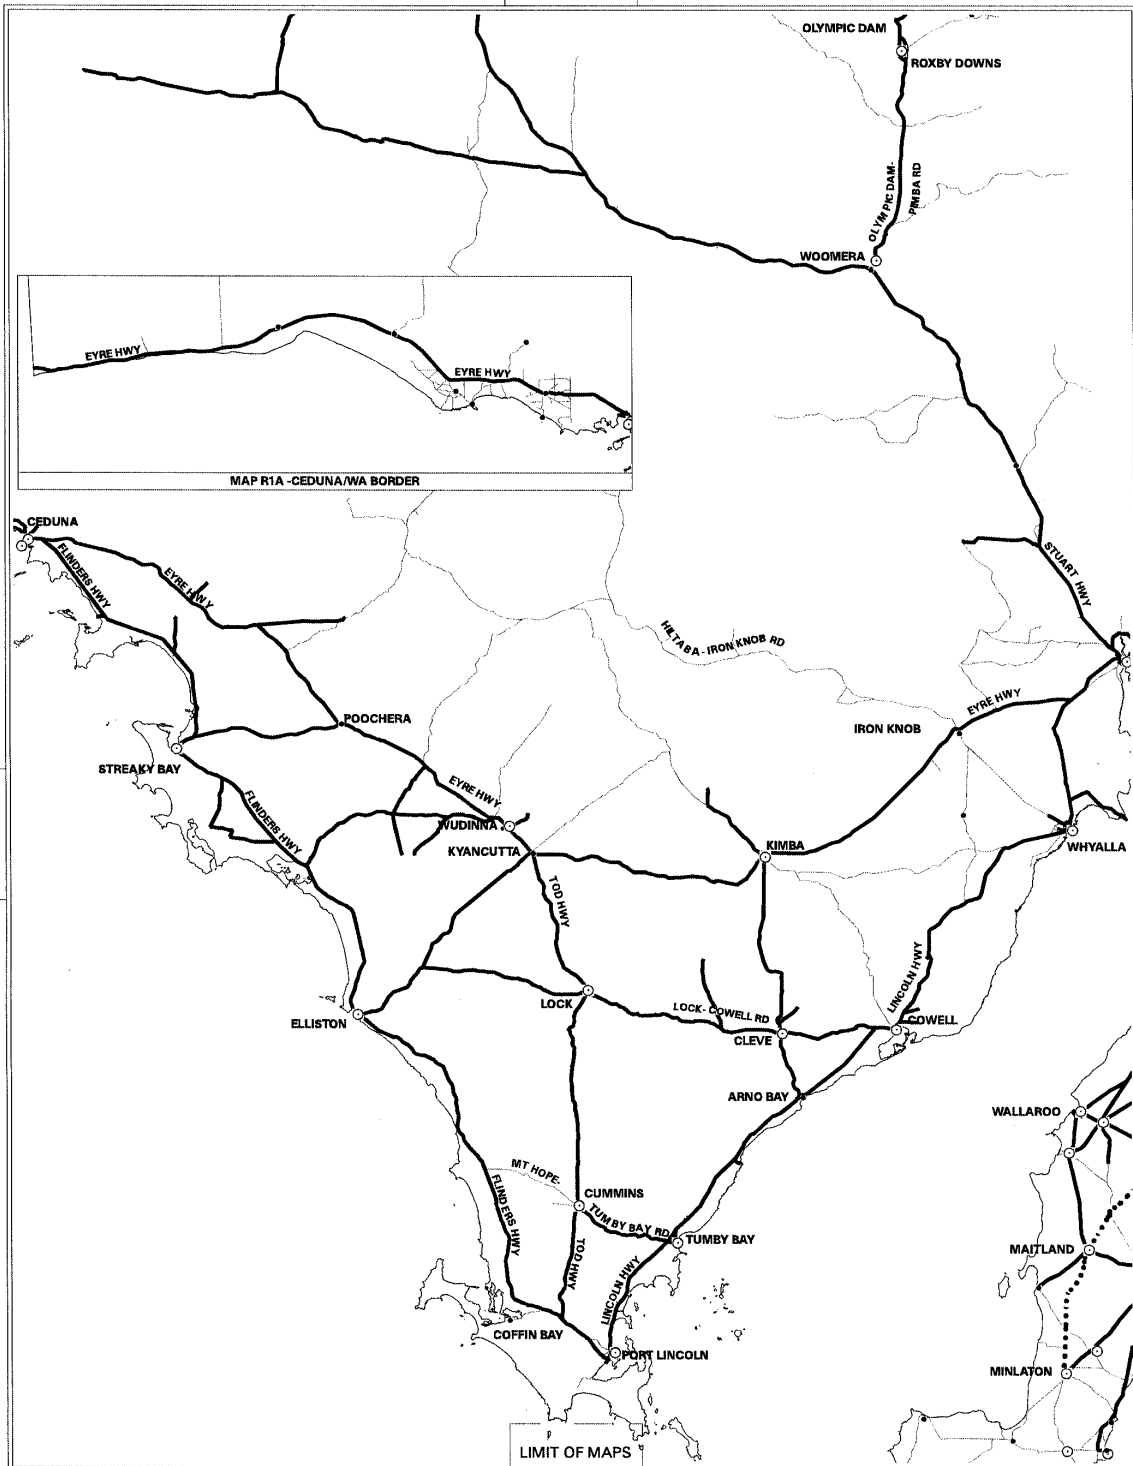 OLYMPIC DAM
ROXBY DOWNS
OLYMPIC DAM-
PIMBA RD
WOOMERA
EYRE HWY
EYRE HWY
MAP R1A -CEDUNA/WA BORDER
CEDUNA
FLINDERS HWY
EYRE HWY
STUART HWY
HILTABA - IRON KNOB RD
EYRE HWY
POOCHERA
IRON KNOB
STREAKY BAY
EYRE HWY
FLINDERS HWY
WUDINNA
KYANCUTTA
KIMBA
WHYALLA
TOD HWY
LINCOLN HWY
LOCK
LOCK - COWELL RD
ELLISTON
CLEVE
COWELL
ARNO BAY
WALLAROO
MT HOPE-
FLINDERS HWY
CUMMINS
TUMBY BAY RD
TUMBY BAY
TOD HWY
MAITLAND
LINCOLN HWY
COFFIN BAY
PORT LINCOLN
MINLATON
LIMIT OF MAPS